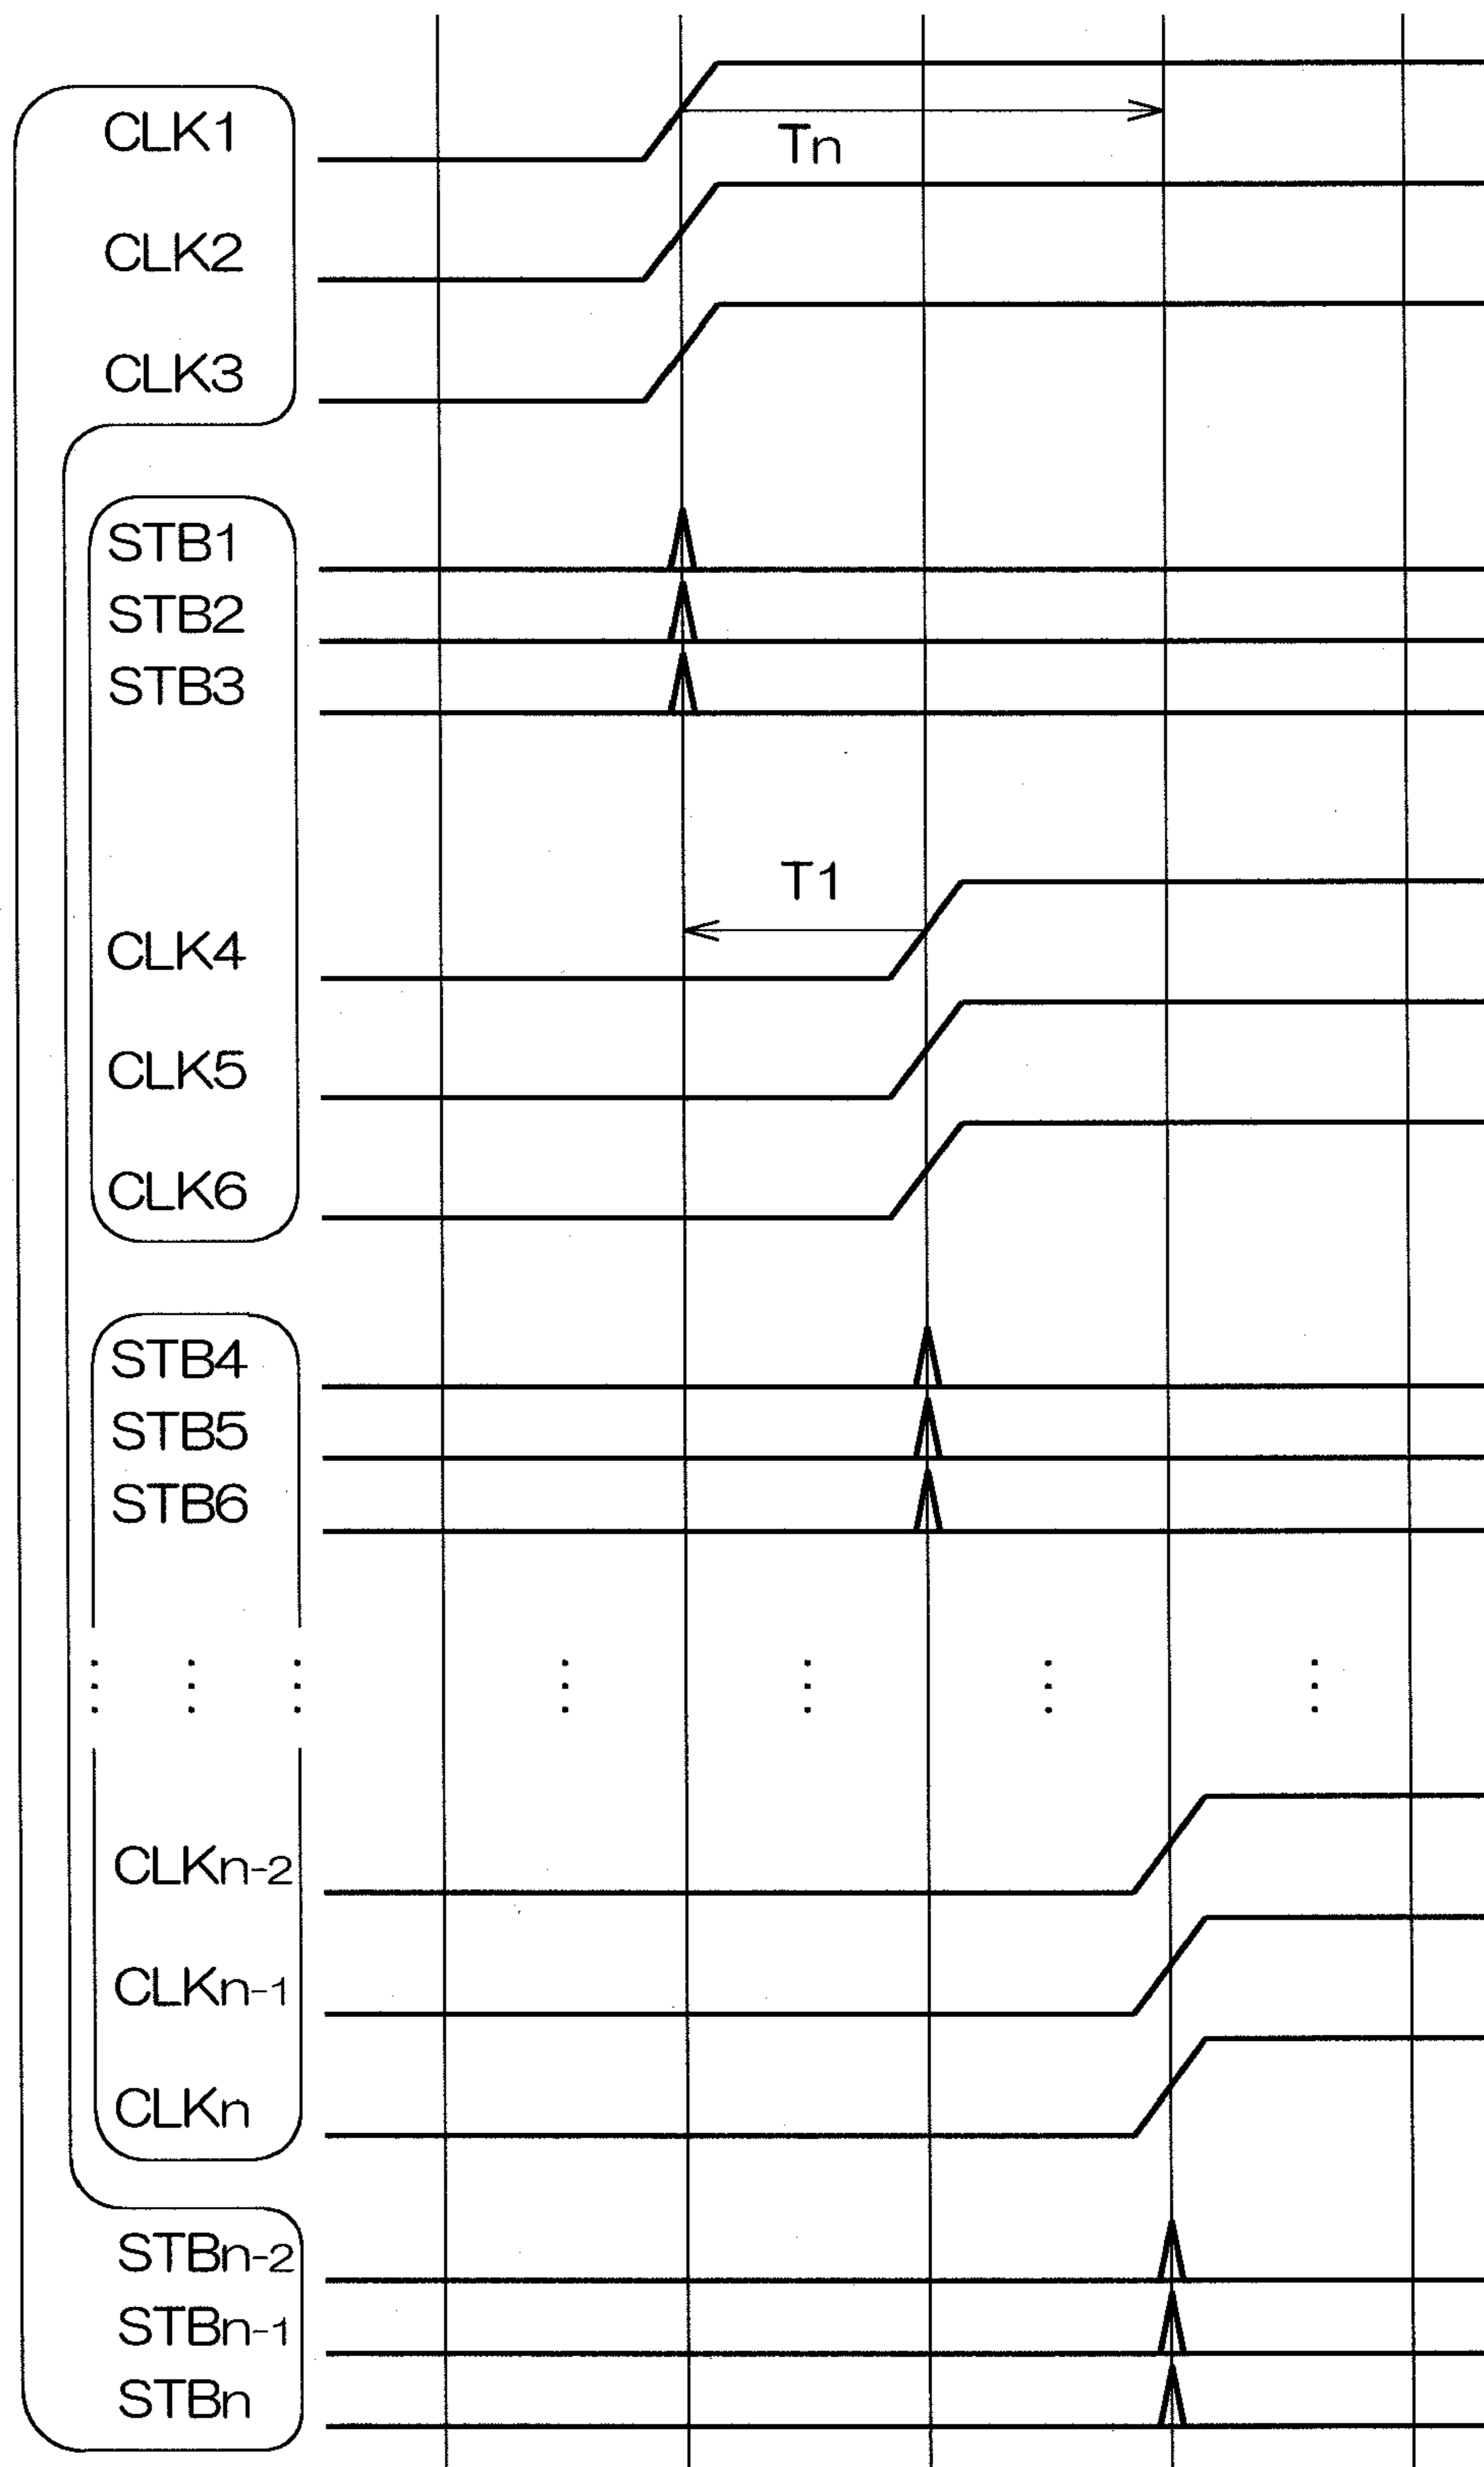 CLK1
Tn
CLK2
CLK3
STB1
STB2
STB3
T1
CLK4
CLK5
CLK6
STB4
STB5
STB6
CLKn-2
CLKn-1
CLKn
STBn-2
STBn-1
STBn